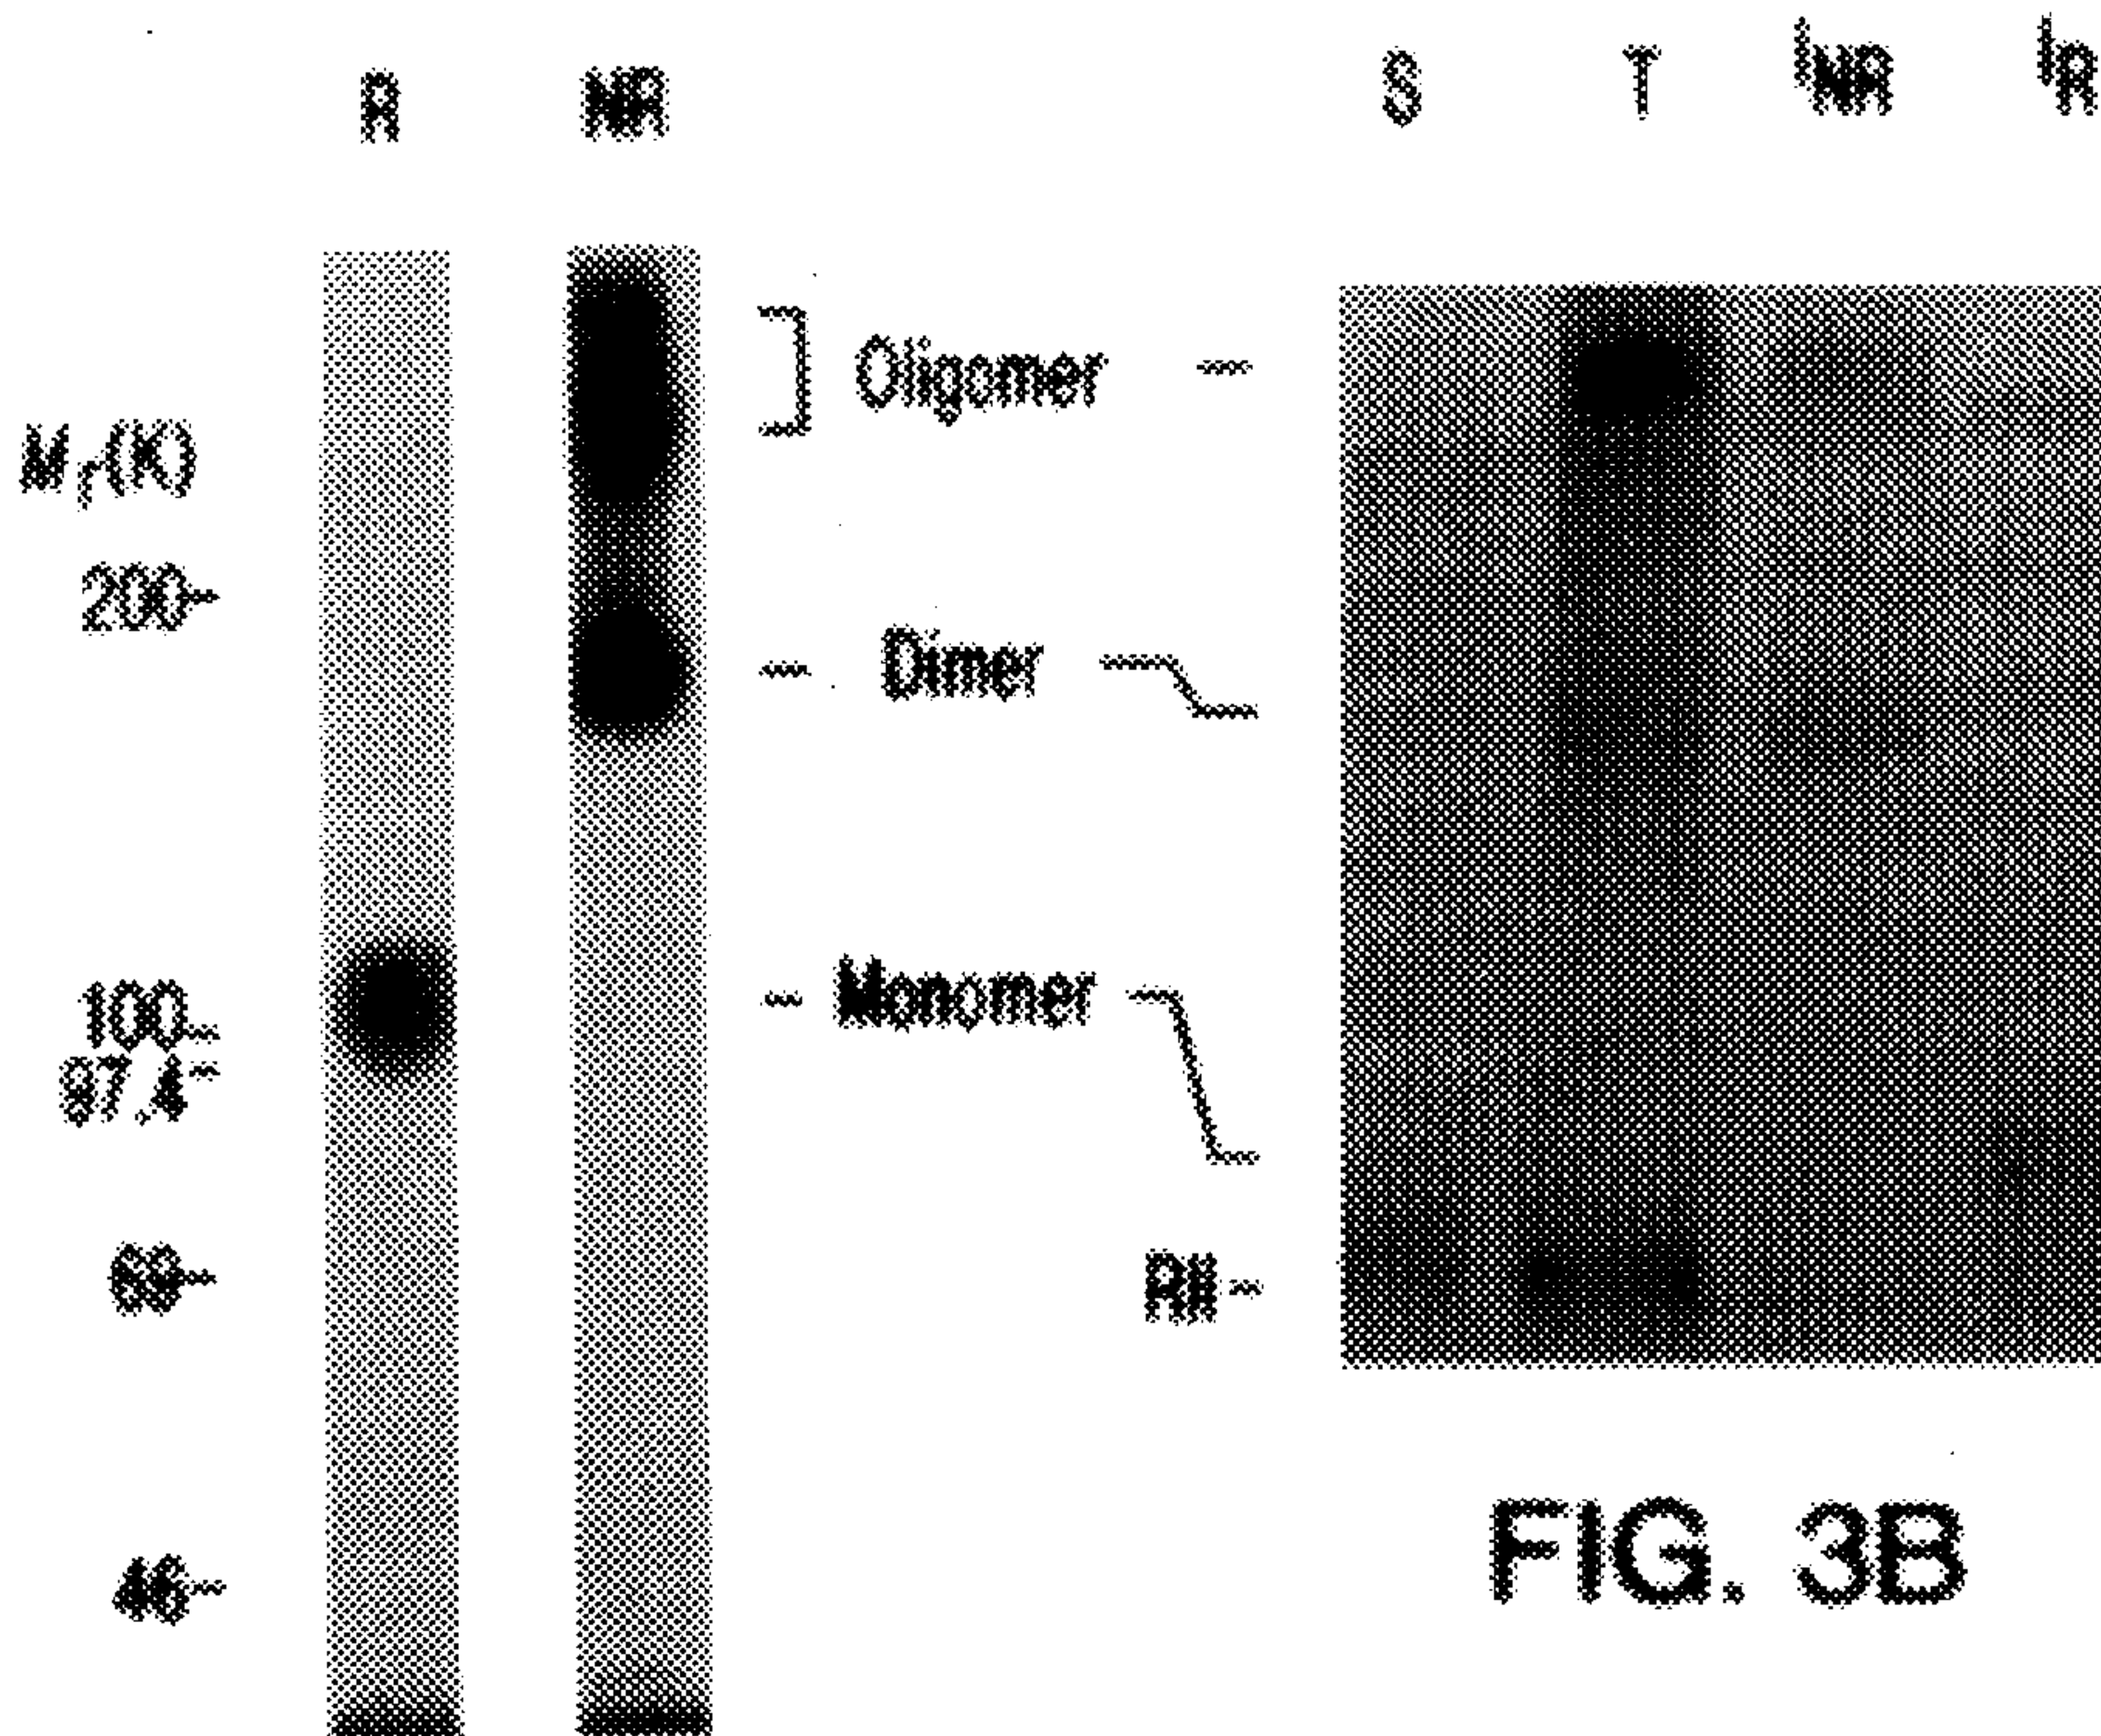 R NR
S T I NR I R
Oligomer
Mr(K)
200
Dimer
100
Monomer
97.4
69
RII
46
FIG. 3B